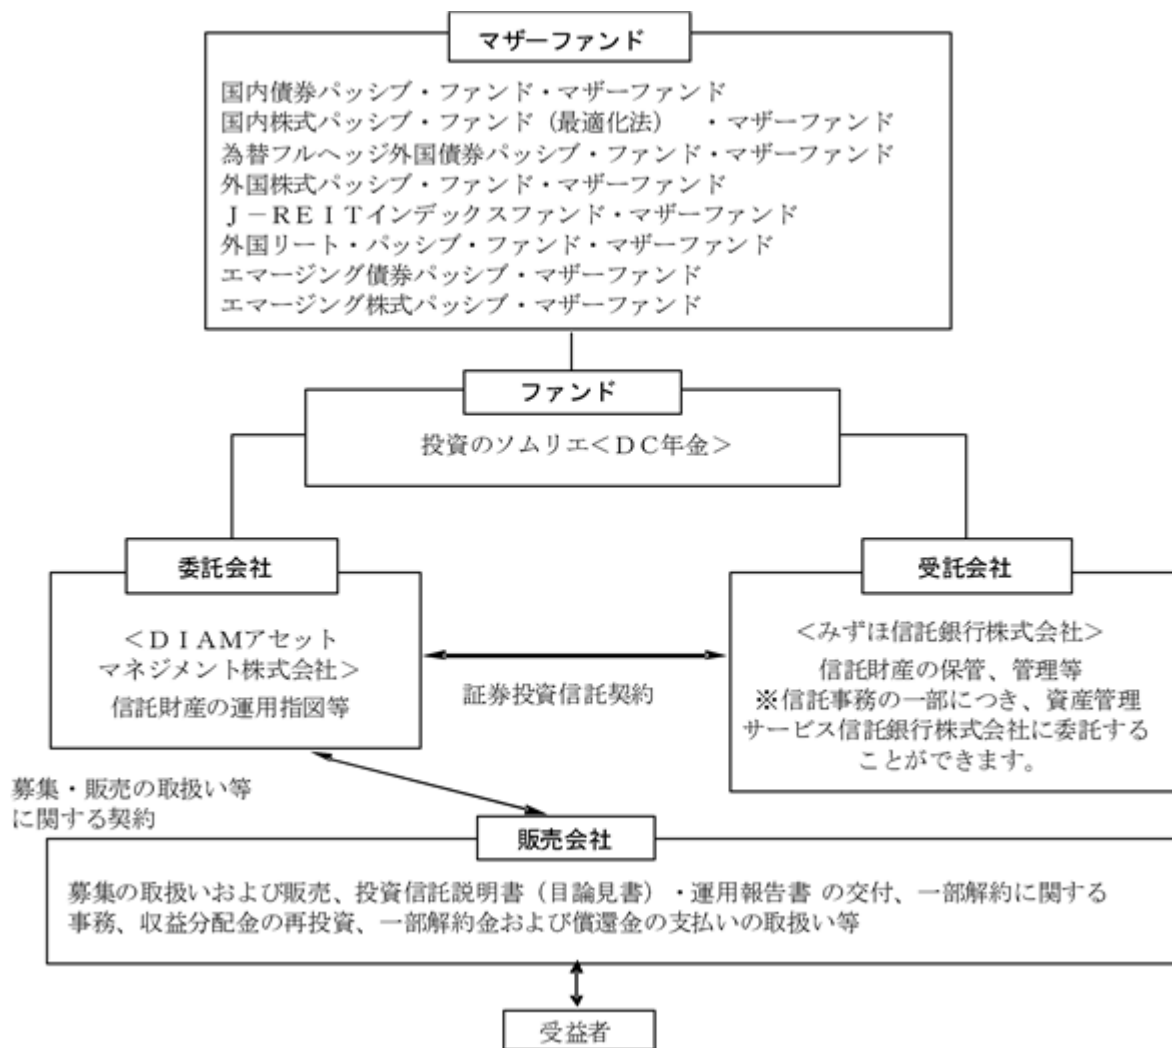 マザーファンド
国内債券パッシブ・ファンド・マザーファンド
国内株式パッシブ・ファンド（最適化法）　・マザーファンド
為替フルヘッジ外国債券パッシブ・ファンド・マザーファンド
外国株式パッシブ・ファンド・マザーファンド
Ｊ－ＲＥＩＴインデックスファンド・マザーファンド
外国リート・パッシブ・ファンド・マザーファンド
エマージング債券パッシブ・マザーファンド
エマージング株式パッシブ・マザーファンド
ファンド
投資のソムリエ＜ＤＣ年金＞
委託会社
＜ＤＩＡＭアセット
マネジメント株式会社＞
信託財産の運用指図等
証券投資信託契約
受託会社
＜みずほ信託銀行株式会社＞
信託財産の保管、管理等
※信託事務の一部につき、資産管理
サービス信託銀行株式会社に委託する
ことができます。
募集・販売の取扱い等
に関する契約
販売会社
募集の取扱いおよび販売、投資信託説明書（目論見書）・運用報告書 の交付、一部解約に関する
事務、収益分配金の再投資、一部解約金および償還金の支払いの取扱い等
受益者